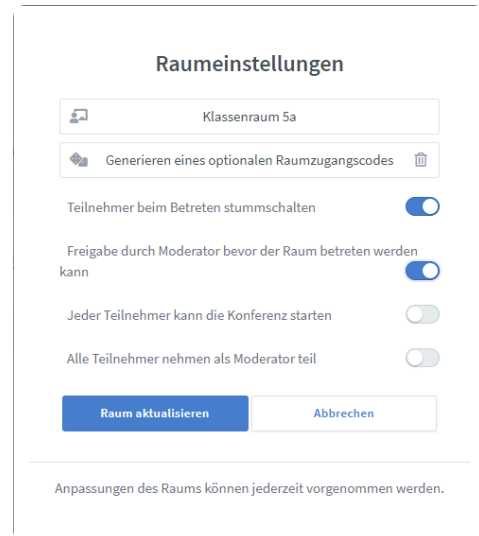 Raumeinstellungen
Klassenraum 5a
Generieren eines optionalen Raumzugangscodes
Teilnehmer beim Betreten stummschalten
Freigabe durch Moderator bevor der Raum betreten werden
kann
Jeder Teilnehmer kann die Konferenz starten
Alle Teilnehmer nehmen als Moderator teil
Raum aktualisieren Abbrechen
Anpassungen des Raums können jederzeit vorgenommen werden.